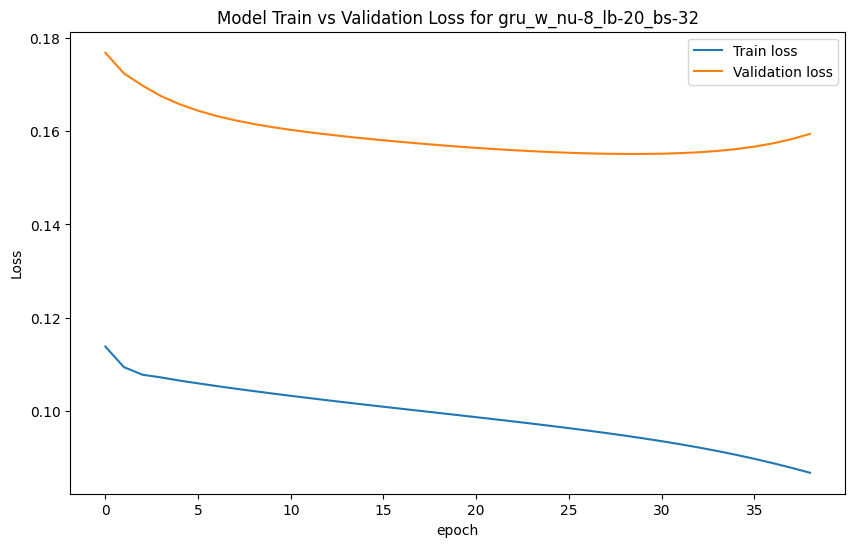 Model Train vs Validation Loss for gru_w_nu-8_lb-20_bs-32
Train loss
Validation loss
0.18
0.16
0.14
0.12
0.10
Loss
0
5
10
15
20
25
30
35
epoch